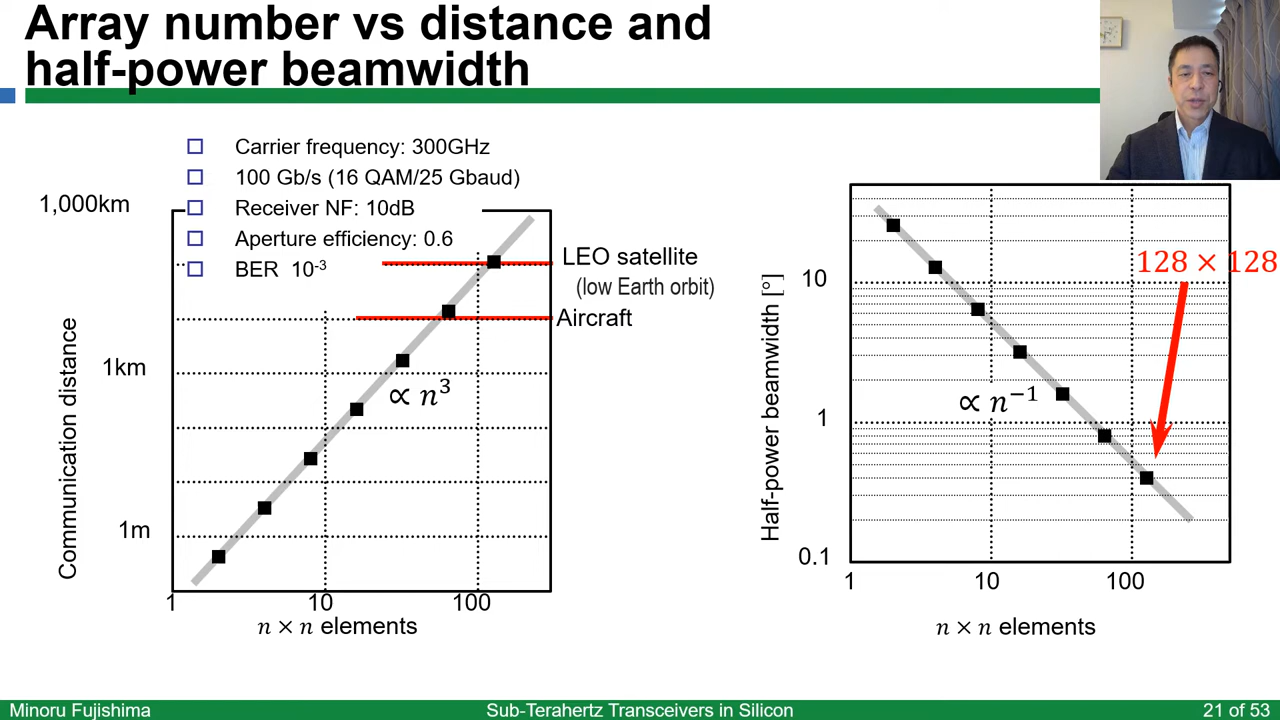 Array number vs distance and
half-power beamwidth
Carrier frequency: 300GHz
100 Gb/s (16 QAM/25 Gbaud)
Receiver NF: 10dB
Aperture efficiency: 0.6
BER 10⁻³
1,000km
1km
1m
Communication distance
LEO satellite
(low Earth orbit)
Aircraft
∝ n³
1
10
100
n × n elements
Half-power beamwidth [°]
10
1
0.1
128 × 128
∝ n⁻¹
1
10
100
n × n elements
Minoru Fujishima
Sub-Terahertz Transceivers in Silicon
21 of 53